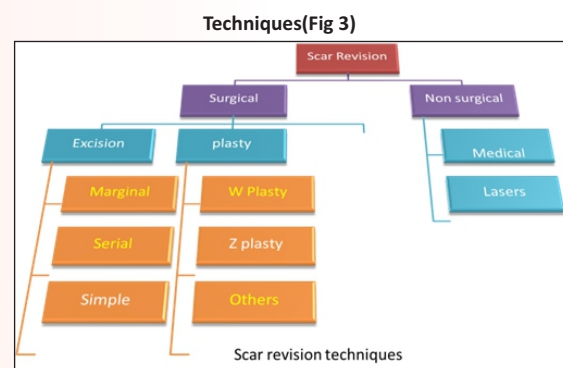 Techniques(Fig 3)
Scar Revision
Surgical
Non surgical
Excision
plasty
Medical
Marginal
W Plasty
Lasers
Serial
Z plasty
Simple
Others
Scar revision techniques